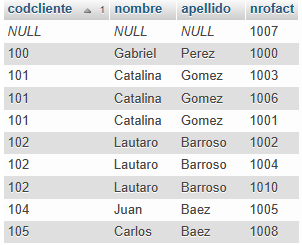 codcliente 1 nombre apellido nrofact
NULL NULL NULL 1007
100 Gabriel Perez 1000
101 Catalina Gomez 1003
101 Catalina Gomez 1006
101 Catalina Gomez 1001
102 Lautaro Barroso 1002
102 Lautaro Barroso 1004
102 Lautaro Barroso 1010
104 Juan Baez 1005
105 Carlos Baez 1008